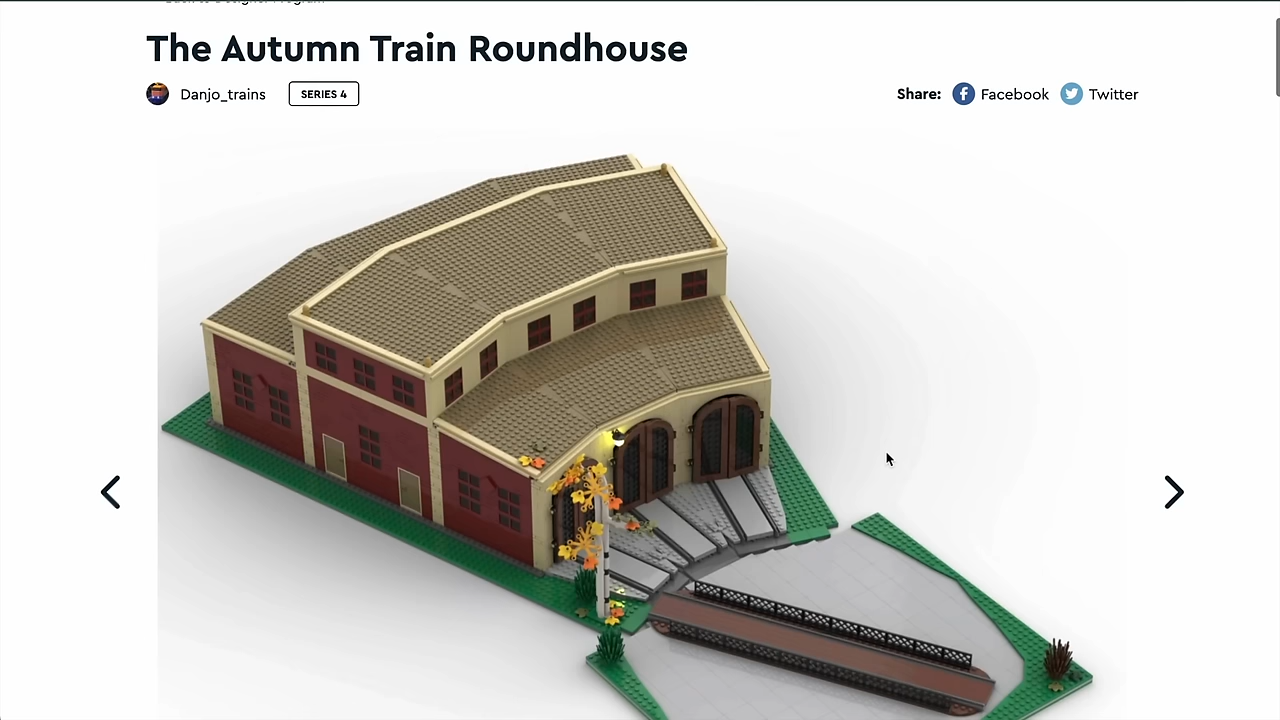 The Autumn Train Roundhouse
Danjo_trains SERIES 4 Share: Facebook Twitter